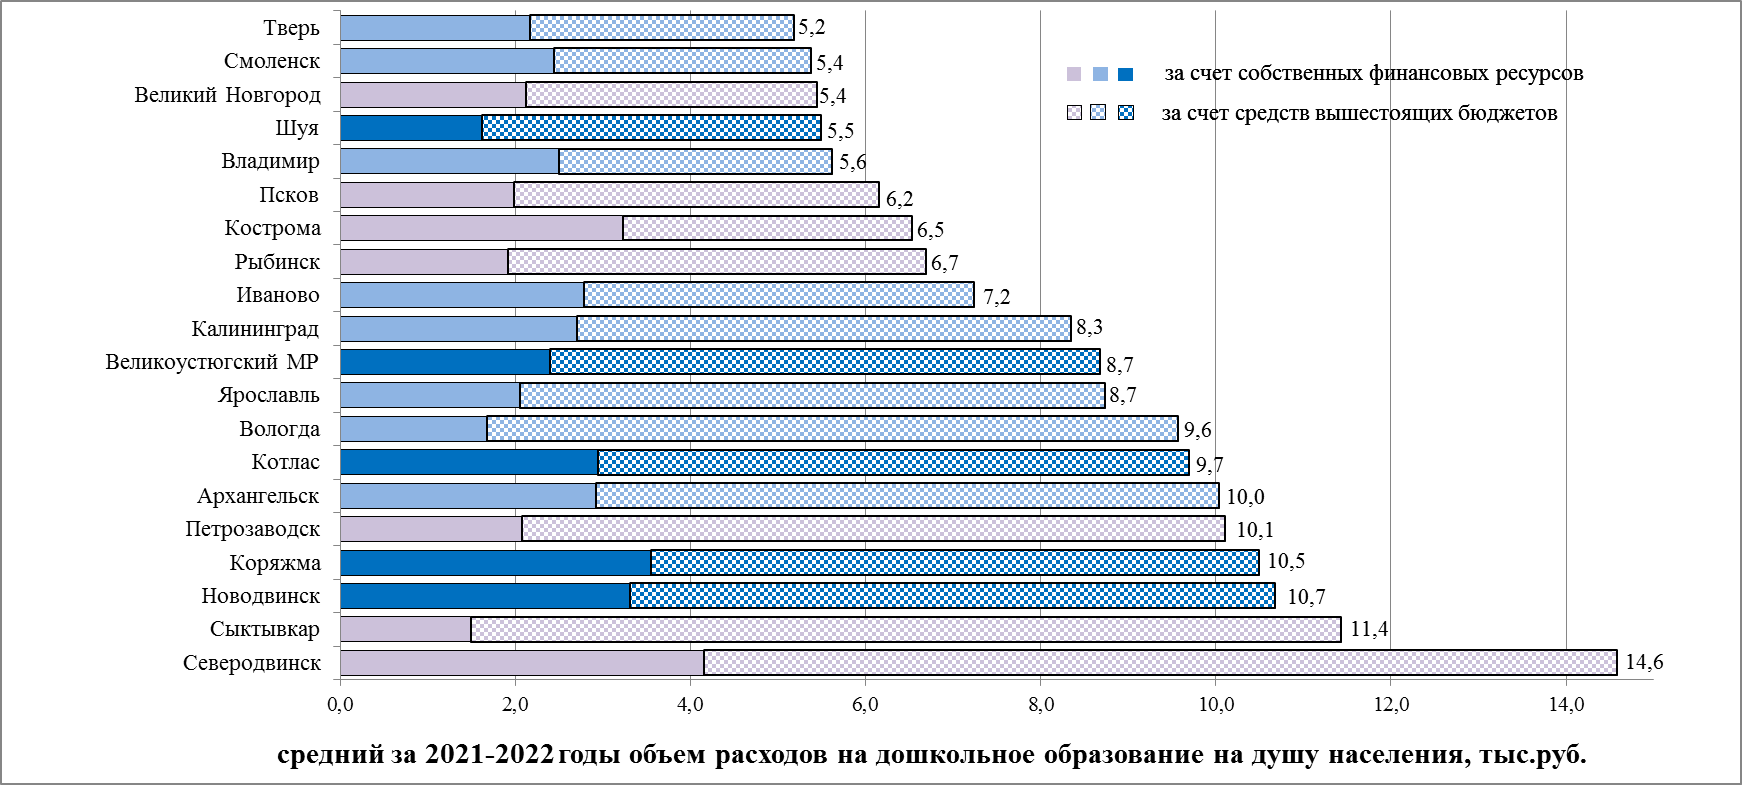 Тверь 5,2
Смоленск 5,4
за счет собственных финансовых ресурсов
Великий Новгород 5,4
за счет средств вышестоящих бюджетов
Шуя 5,5
Владимир 5,6
Псков 6,2
Кострома 6,5
Рыбинск 6,7
Иваново 7,2
Калининград 8,3
Великоустюгский МР 8,7
Ярославль 8,7
Вологда 9,6
Котлас 9,7
Архангельск 10,0
Петрозаводск 10,1
Коряжма 10,5
Новодвинск 10,7
Сыктывкар 11,4
Северодвинск 14,6
0,0 2,0 4,0 6,0 8,0 10,0 12,0 14,0
средний за 2021-2022 годы объем расходов на дошкольное образование на душу населения, тыс.руб.